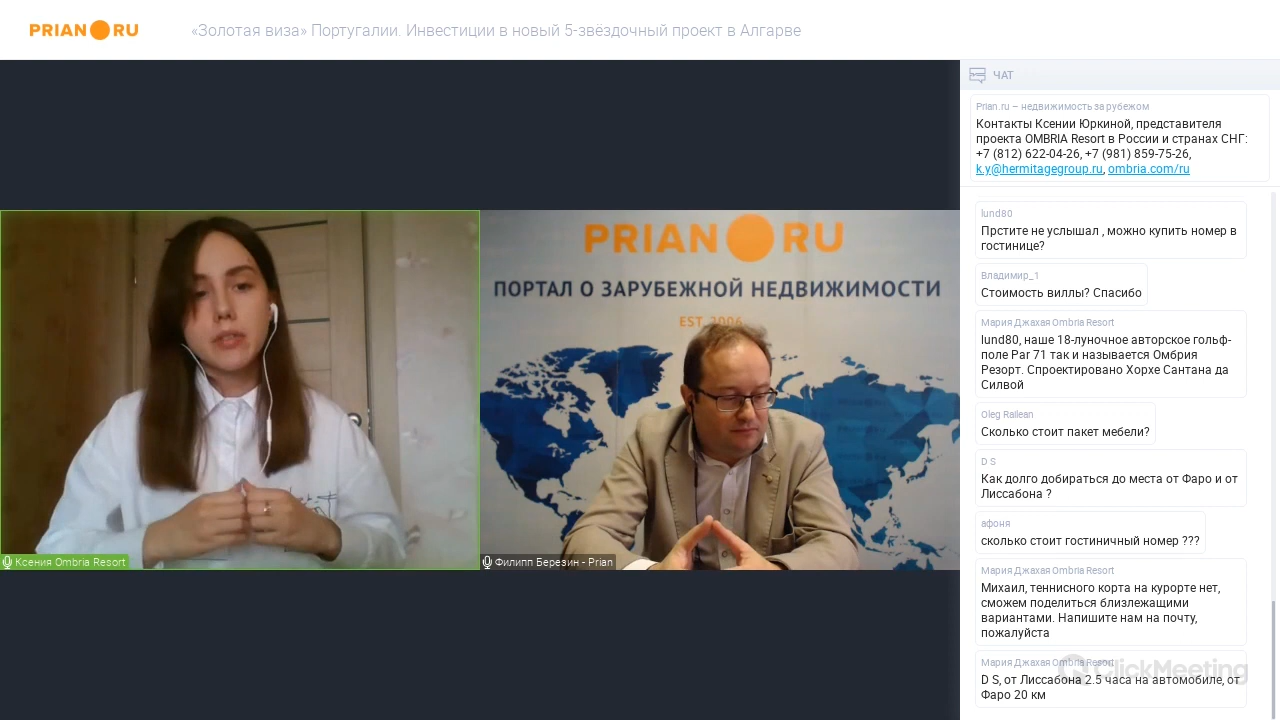 PRIAN RU
«Золотая виза» Португалии. Инвестиции в новый 5-звёздочный проект в Алгарве
PRIAN RU
ПОРТАЛ О ЗАРУБЕЖНОЙ НЕДВИЖИМОСТИ
EST. 2006
Ксения Ombria Resort
Филипп Березин - Prian
ЧАТ
Prian.ru – недвижимость за рубежом
Контакты Ксении Юркиной, представителя
проекта OMBRIA Resort в России и странах СНГ:
+7 (812) 622-04-26, +7 (981) 859-75-26,
k.y@hermitagegroup.ru, ombria.com/ru
lund80
Прстите не услышал , можно купить номер в
гостинице?
Владимир_1
Стоимость виллы? Спасибо
Мария Джахая Ombria Resort
lund80, наше 18-луночное авторское гольф-
поле Par 71 так и называется Омбрия
Резорт. Спроектировано Хорхе Сантана да
Силвой
Oleg Railean
Сколько стоит пакет мебели?
D S
Как долго добираться до места от Фаро и от
Лиссабона ?
афоня
сколько стоит гостиничный номер ???
Мария Джахая Ombria Resort
Михаил, теннисного корта на курорте нет,
сможем поделиться близлежащими
вариантами. Напишите нам на почту,
пожалуйста
Мария Джахая Ombria Resort
D S, от Лиссабона 2.5 часа на автомобиле, от
Фаро 20 км
ClickMeeting